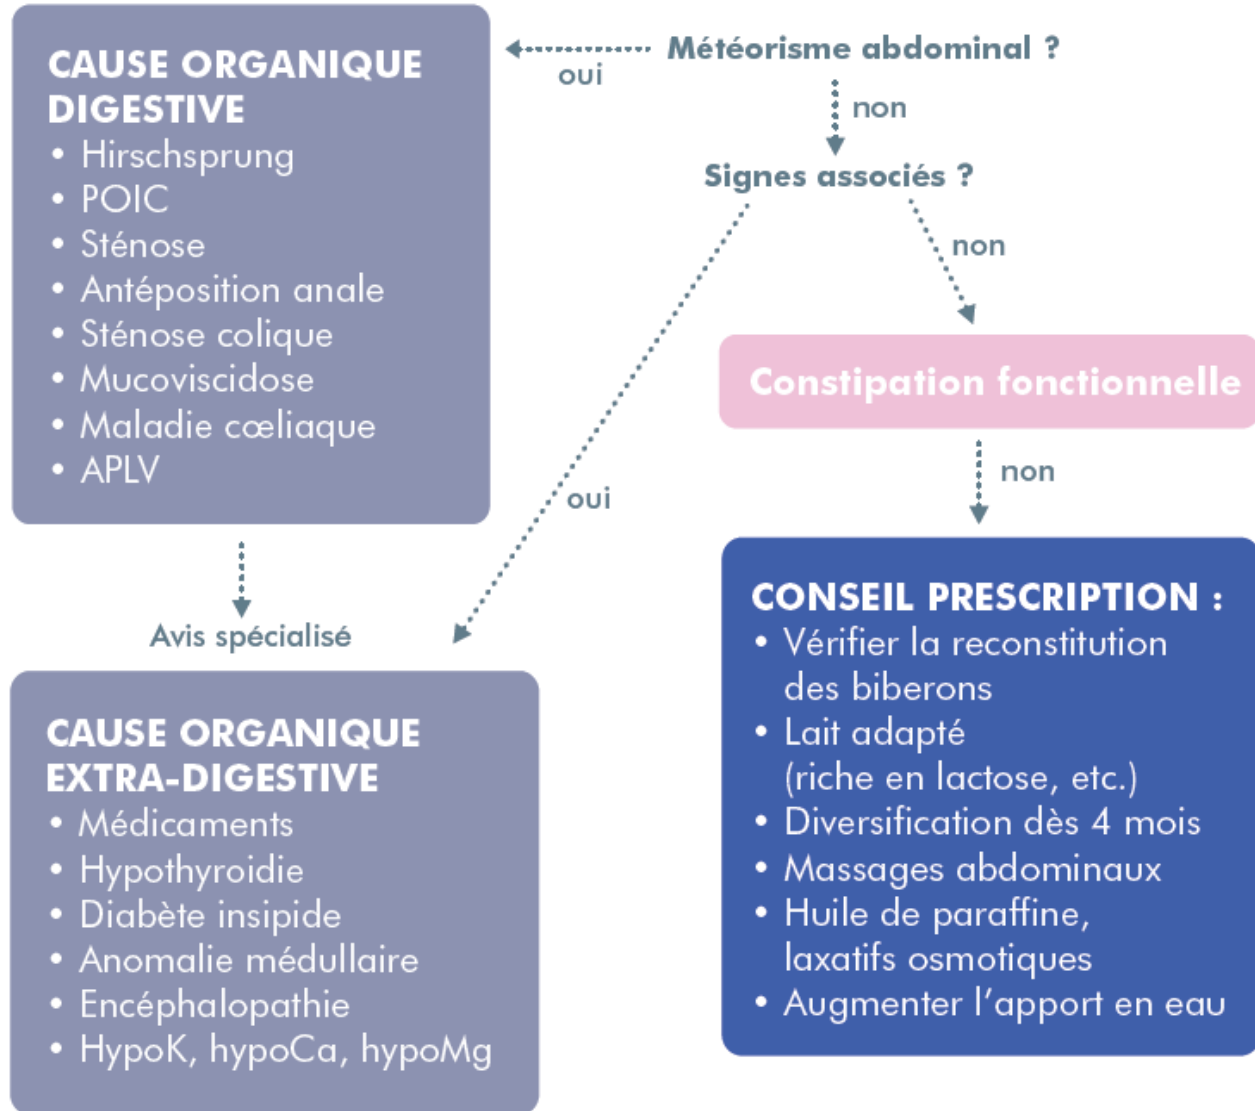 Météorisme abdominal ?
oui
non
CAUSE ORGANIQUE
DIGESTIVE
• Hirschsprung
• POIC
• Sténose
• Antéposition anale
• Sténose colique
• Mucoviscidose
• Maladie cœliaque
• APLV
Signes associés ?
oui
non
Constipation fonctionnelle
non
Avis spécialisé
CAUSE ORGANIQUE
EXTRA-DIGESTIVE
• Médicaments
• Hypothyroidie
• Diabète insipide
• Anomalie médullaire
• Encéphalopathie
• HypoK, hypoCa, hypoMg
CONSEIL PRESCRIPTION :
• Vérifier la reconstitution
des biberons
• Lait adapté
(riche en lactose, etc.)
• Diversification dès 4 mois
• Massages abdominaux
• Huile de paraffine,
laxatifs osmotiques
• Augmenter l’apport en eau